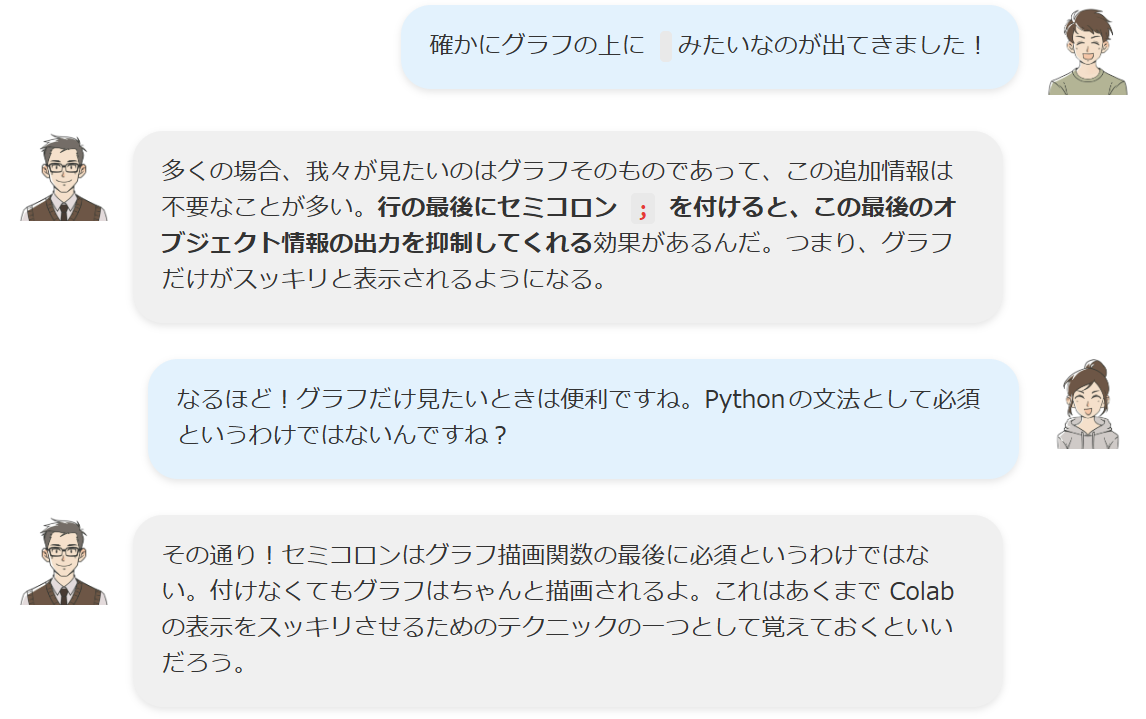 確かにグラフの上に みたいなのが出てきました！
多くの場合、我々が見たいのはグラフそのものであって、この追加情報は
不要なことが多い。行の最後にセミコロン ; を付けると、この最後のオ
ブジェクト情報の出力を抑制してくれる効果があるんだ。つまり、グラフ
だけがスッキリと表示されるようになる。
なるほど！グラフだけ見たいときは便利ですね。Pythonの文法として必須
というわけではないんですね？
その通り！セミコロンはグラフ描画関数の最後に必須というわけではな
い。付けなくてもグラフはちゃんと描画されるよ。これはあくまで Colab
の表示をスッキリさせるためのテクニックの一つとして覚えておくといい
だろう。